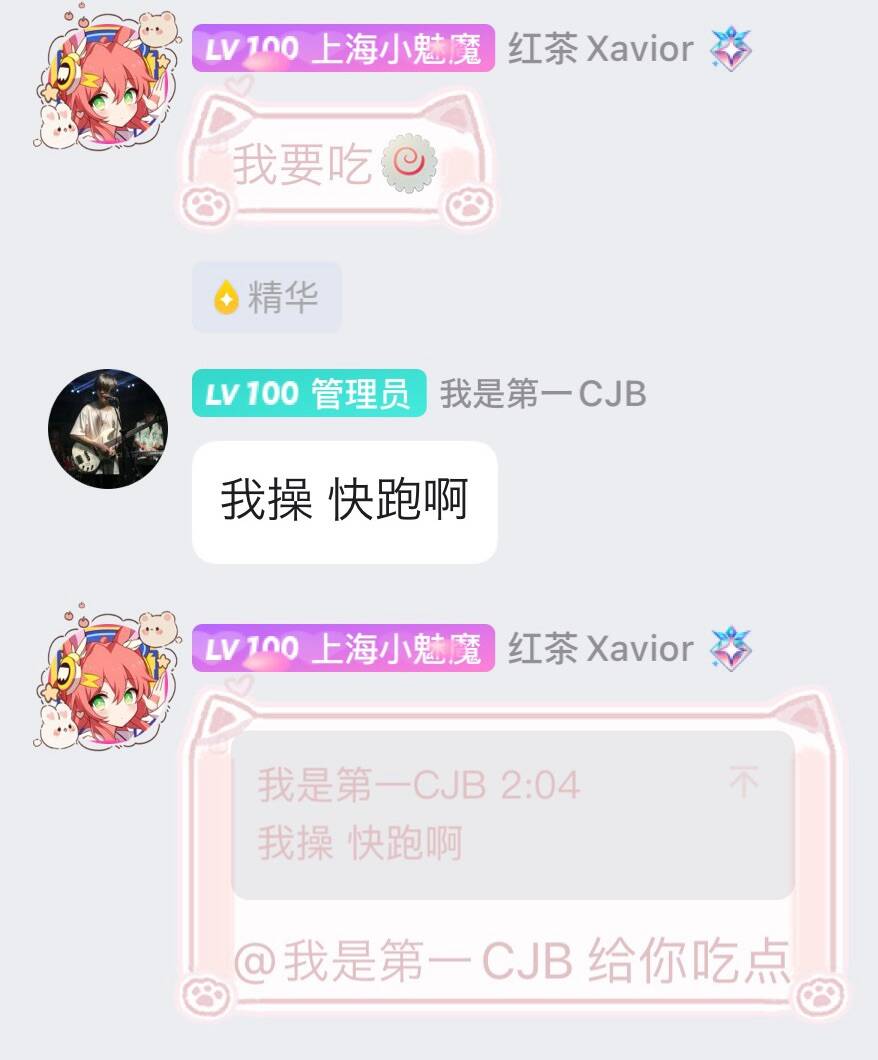 LV 100 上海小魅魔 红茶 Xavior
我要吃🍥
精华
LV 100 管理员 我是第一CJB
我操 快跑啊
LV 100 上海小魅魔 红茶 Xavior
我是第一CJB 2:04
我操 快跑啊
@我是第一CJB 给你吃点